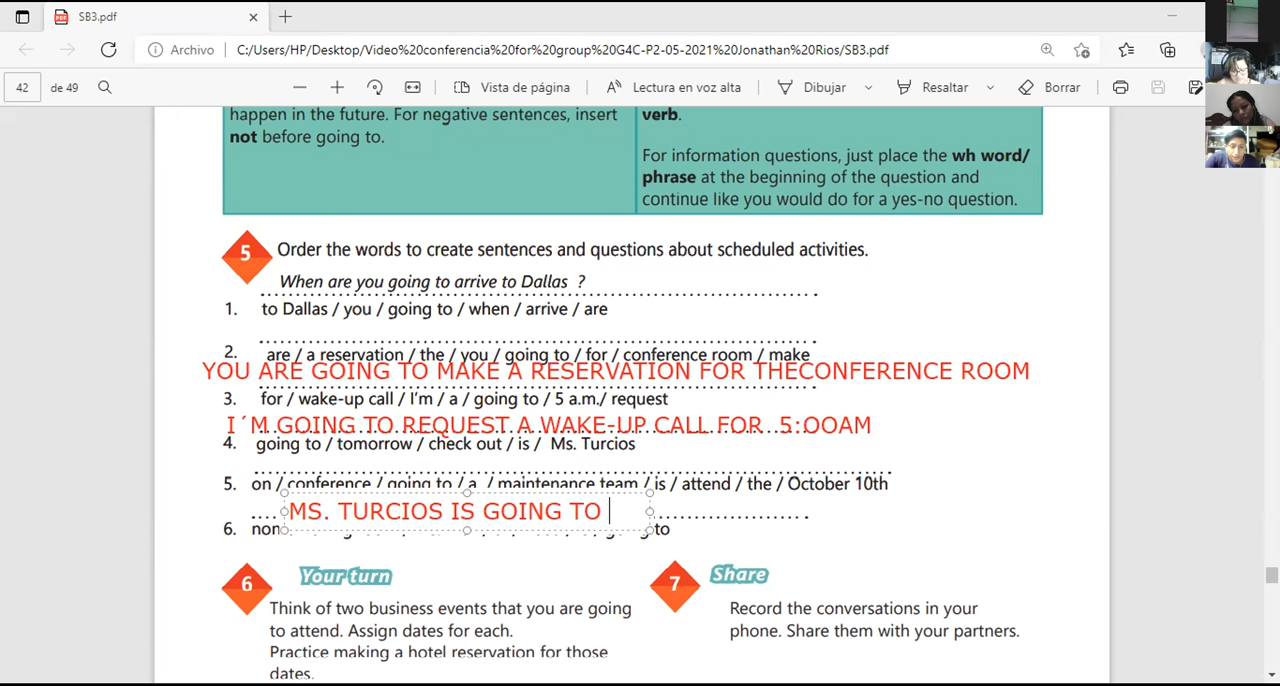 SB3.pdf
Archivo C:/Users/HP/Desktop/Video%20conferencia%20for%20group%20G4C-P2-05-2021%20Jonathan%20Rios/SB3.pdf
42 de 49 Vista de página Lectura en voz alta Dibujar Resaltar Borrar
happen in the future. For negative sentences, insert
not before going to.
verb.
For information questions, just place the wh word/
phrase at the beginning of the question and
continue like you would do for a yes-no question.
5 Order the words to create sentences and questions about scheduled activities.
When are you going to arrive to Dallas ?
1. to Dallas / you / going to / when / arrive / are
2. are / a reservation / the / you / going to / for / conference room / make
YOU ARE GOING TO MAKE A RESERVATION FOR THECONFERENCE ROOM
3. for / wake-up call / I'm / a / going to / 5 a.m./ request
I´M GOING TO REQUEST A WAKE-UP CALL FOR 5:OOAM
4. going to / tomorrow / check out / is / Ms. Turcios
5. on / conference / going to / a / maintenance team / is / attend / the / October 10th
MS. TURCIOS IS GOING TO
6. non to
6 Your turn
Think of two business events that you are going
to attend. Assign dates for each.
Practice making a hotel reservation for those
dates.
7 Share
Record the conversations in your
phone. Share them with your partners.